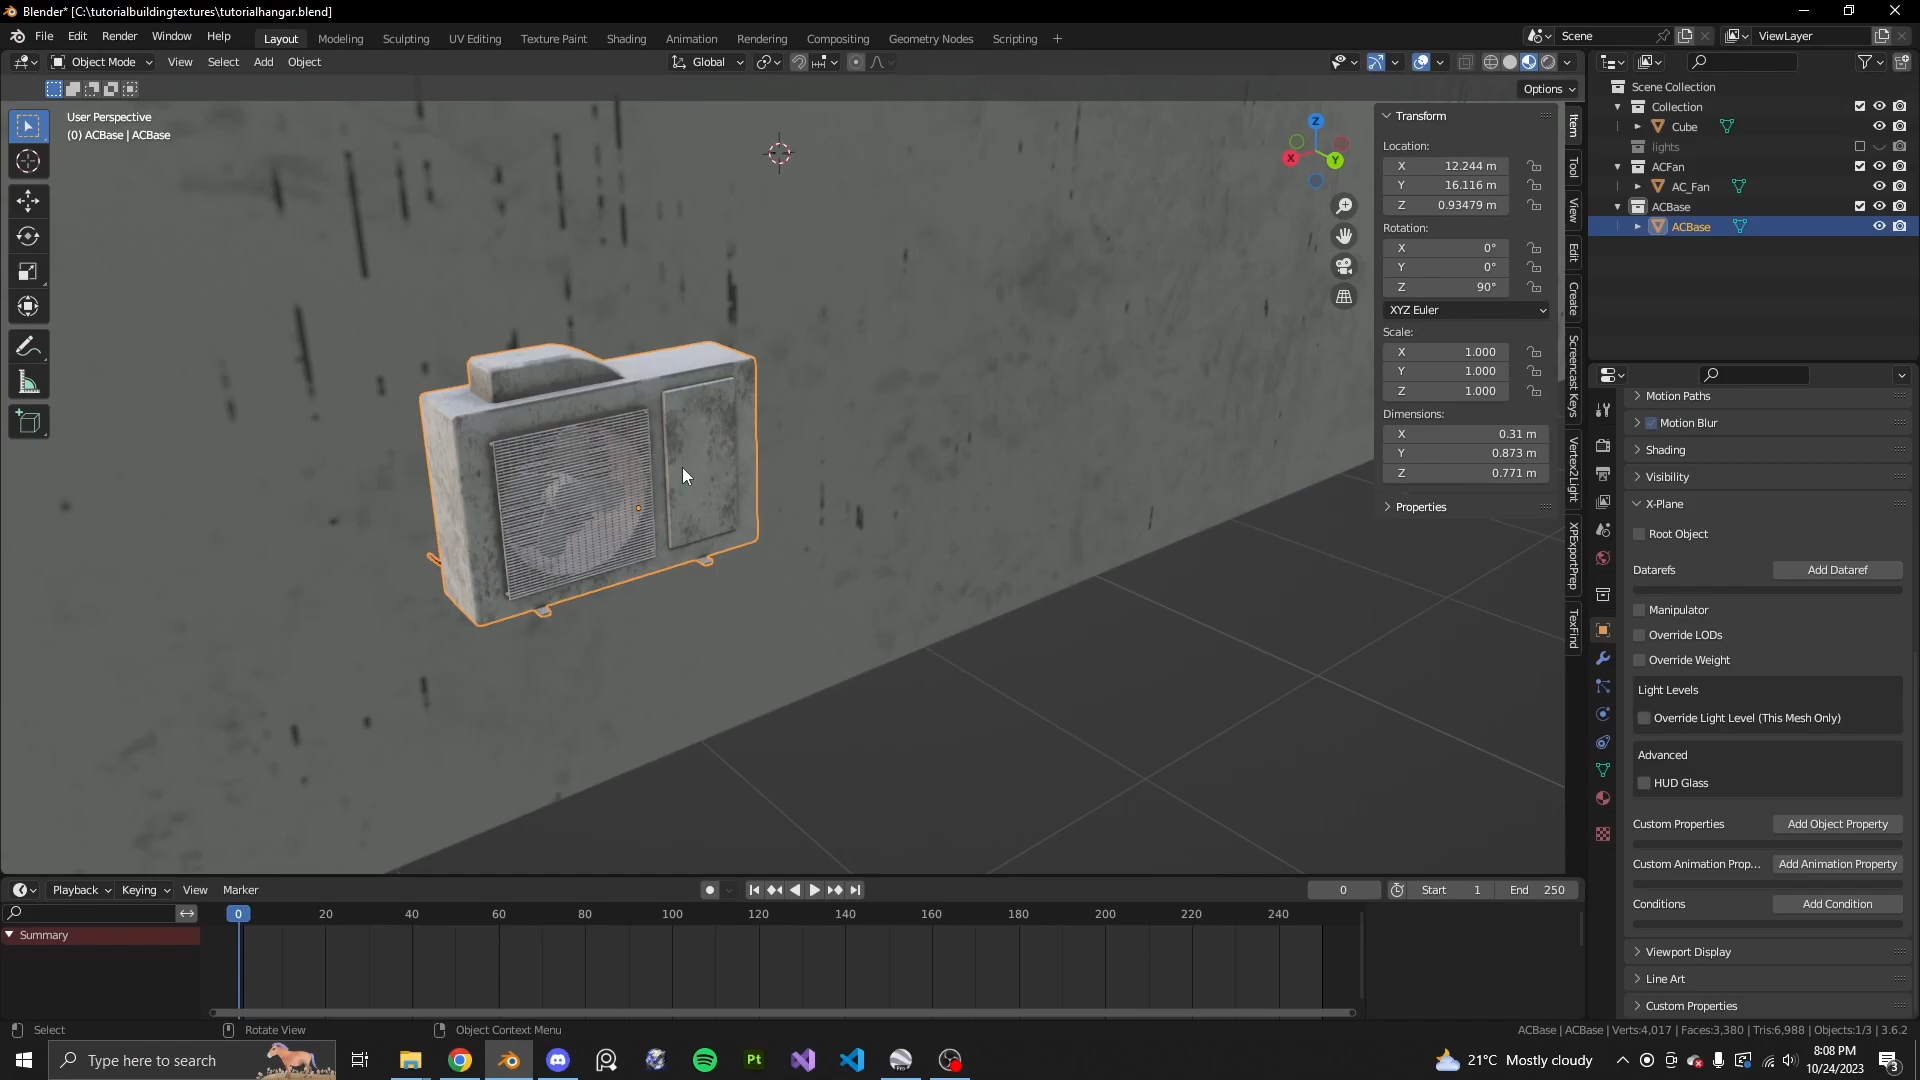 Blender* [C:\tutorialbuildingtextures\tutorialhangar.blend]
File Edit Render Window Help
Layout Modeling Sculpting UV Editing Texture Paint Shading Animation Rendering Compositing Geometry Nodes Scripting +
Scene
ViewLayer
Object Mode View Select Add Object
Global
Options
User Perspective
(0) ACBase | ACBase
Z
X
Y
Transform
Location:
X 12.244 m
Y 16.116 m
Z 0.93479 m
Rotation:
X 0°
Y 0°
Z 90°
XYZ Euler
Scale:
X 1.000
Y 1.000
Z 1.000
Dimensions:
X 0.31 m
Y 0.873 m
Z 0.771 m
Properties
Item
Tool
View
Edit
Create
Screencast Keys
Vertex2Light
XPExportPrep
TexFind
Scene Collection
Collection
Cube
lights
ACFan
AC_Fan
ACBase
ACBase
Motion Paths
Motion Blur
Shading
Visibility
X-Plane
Root Object
Datarefs Add Dataref
Manipulator
Override LODs
Override Weight
Light Levels
Override Light Level (This Mesh Only)
Advanced
HUD Glass
Custom Properties Add Object Property
Custom Animation Prop... Add Animation Property
Conditions Add Condition
Viewport Display
Line Art
Custom Properties
Playback Keying View Marker
0 Start 1 End 250
0 20 40 60 80 100 120 140 160 180 200 220 240
Summary
Select Rotate View Object Context Menu
ACBase | ACBase | Verts:4,017 | Faces:3,380 | Tris:6,988 | Objects:1/3 | 3.6.2
Type here to search
Pt
21°C Mostly cloudy
8:08 PM
10/24/2023
3